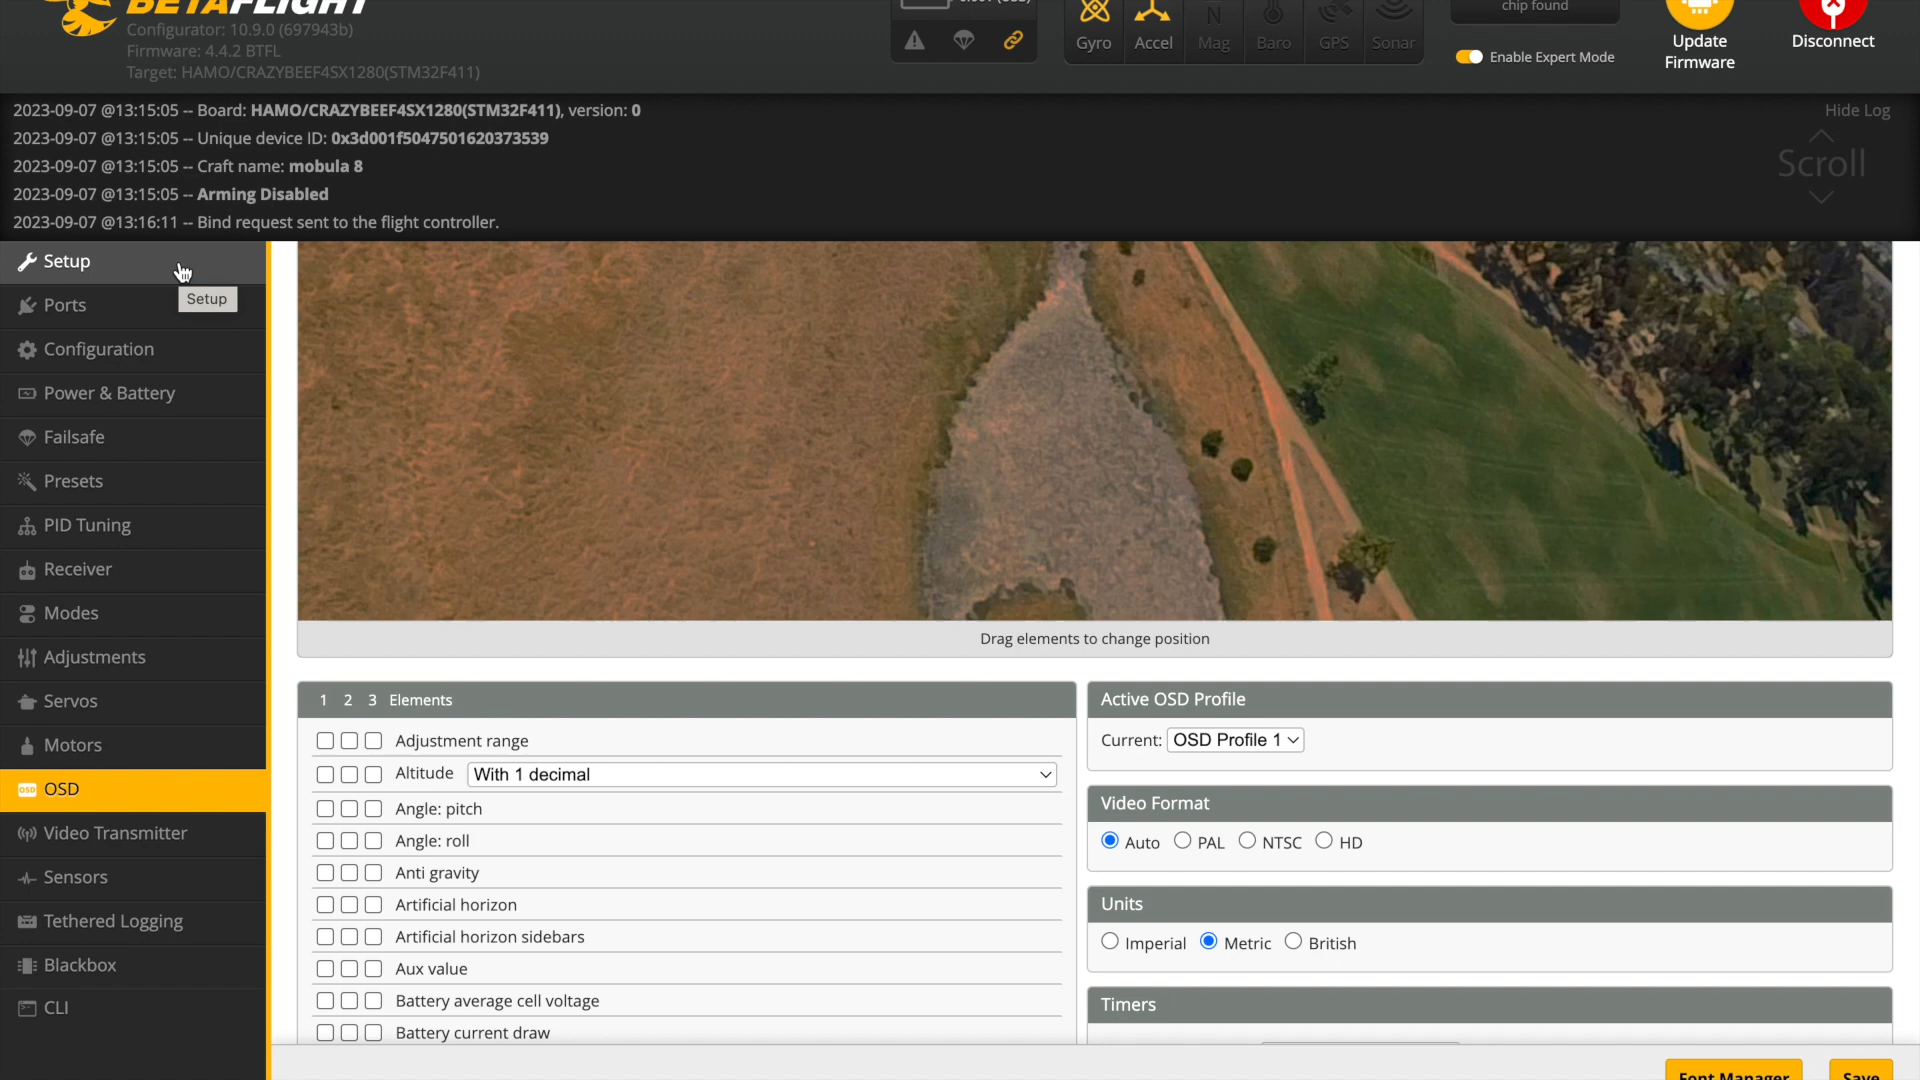 BETAFLIGHT
Configurator: 10.9.0 (697943b)
Firmware: 4.4.2 BTFL
Target: HAMO/CRAZYBEEF4SX1280(STM32F411)
Gyro
Accel
Mag
Baro
GPS
Sonar
chip found
Enable Expert Mode
Update
Firmware
Disconnect
2023-09-07 @13:15:05 -- Board: HAMO/CRAZYBEEF4SX1280(STM32F411), version: 0
2023-09-07 @13:15:05 -- Unique device ID: 0x3d001f5047501620373539
2023-09-07 @13:15:05 -- Craft name: mobula 8
2023-09-07 @13:15:05 -- Arming Disabled
2023-09-07 @13:16:11 -- Bind request sent to the flight controller.
Hide Log
Scroll
Setup
Setup
Ports
Configuration
Power & Battery
Failsafe
Presets
PID Tuning
Receiver
Modes
Adjustments
Servos
Motors
OSD OSD
Video Transmitter
Sensors
Tethered Logging
Blackbox
CLI
Drag elements to change position
1 2 3 Elements
Adjustment range
Altitude With 1 decimal
Angle: pitch
Angle: roll
Anti gravity
Artificial horizon
Artificial horizon sidebars
Aux value
Battery average cell voltage
Battery current draw
Active OSD Profile
Current: OSD Profile 1
Video Format
Auto PAL NTSC HD
Units
Imperial Metric British
Timers
Font Manager
Save